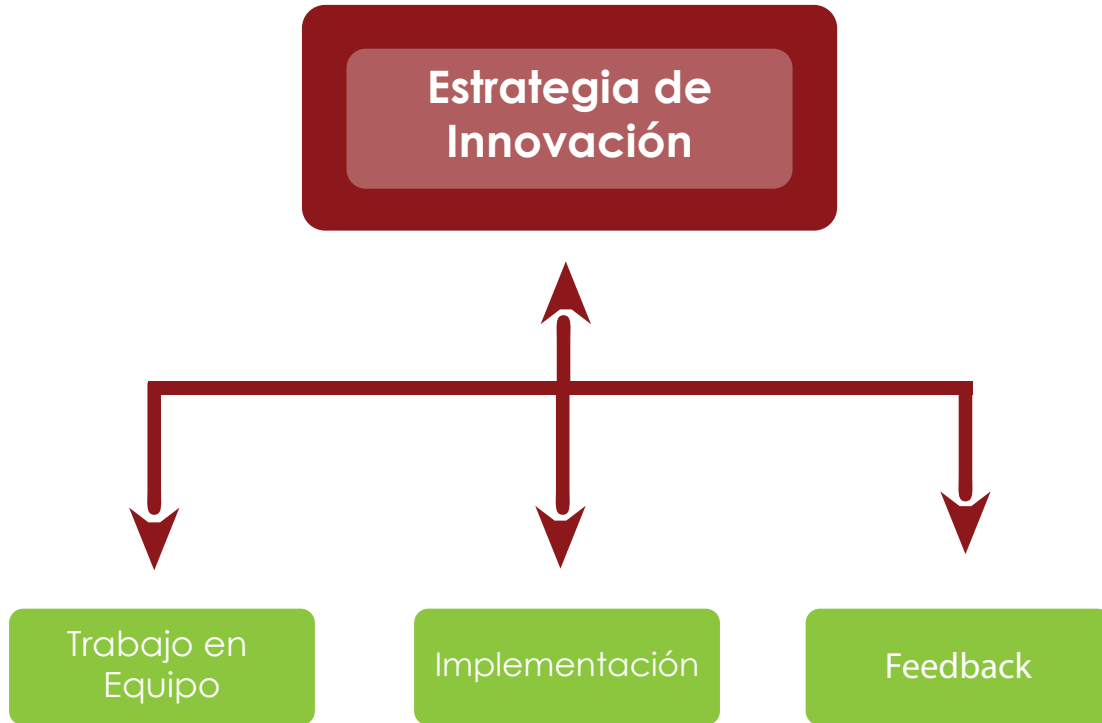 Estrategia de
Innovación
Trabajo en
Equipo
Implementación
Feedback